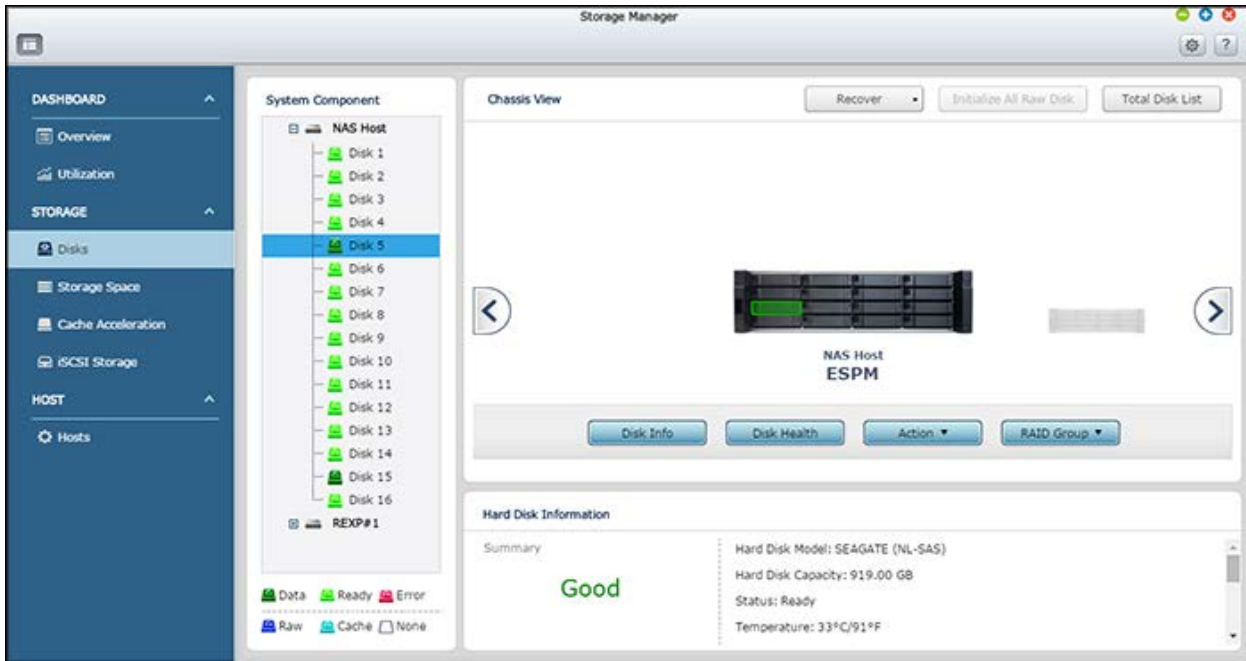 Storage Manager
?
DASHBOARD
Overview
Utilization
STORAGE
Disks
Storage Space
Cache Acceleration
iSCSI Storage
HOST
Hosts
System Component
NAS Host
Disk 1
Disk 2
Disk 3
Disk 4
Disk 5
Disk 6
Disk 7
Disk 8
Disk 9
Disk 10
Disk 11
Disk 12
Disk 13
Disk 14
Disk 15
Disk 16
REXP#1
Data Ready Error
Raw Cache None
Chassis View
Recover
Initialize All Raw Disk
Total Disk List
NAS Host
ESPM
Disk Info
Disk Health
Action
RAID Group
Hard Disk Information
Summary
Good
Hard Disk Model: SEAGATE (NL-SAS)
Hard Disk Capacity: 919.00 GB
Status: Ready
Temperature: 33°C/91°F